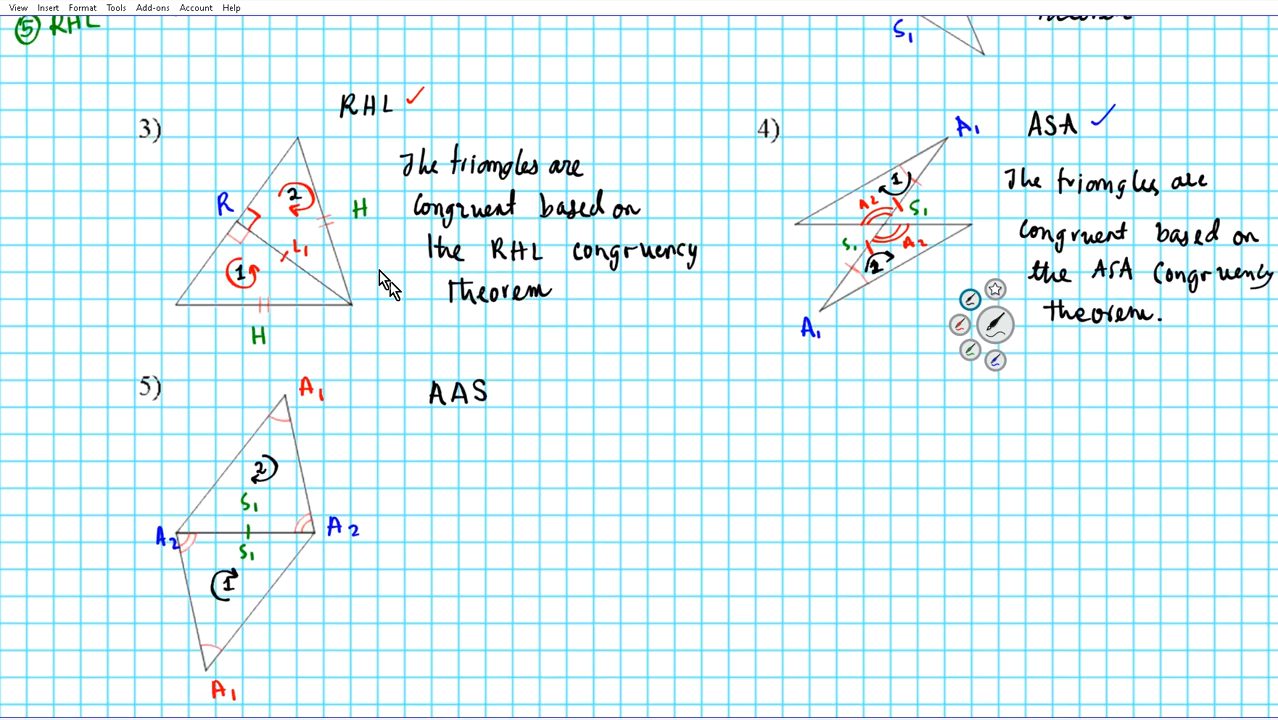 View Insert Format Tools Add-ons Account Help
⑤ RHL
S₁
theorem
3)
RHL ✓
The triangles are
Congruent based on
the RHL congruency
theorem
R
2
H
L₁
1
H
4)
A₁
ASA ✓
The triangles are
congruent based on
the ASA Congruency
theorem.
1
A₂
S₁
S₁
A₂
2
A₁
5)
A₁
AAS
2
S₁
A₂
A₂
S₁
1
A₁